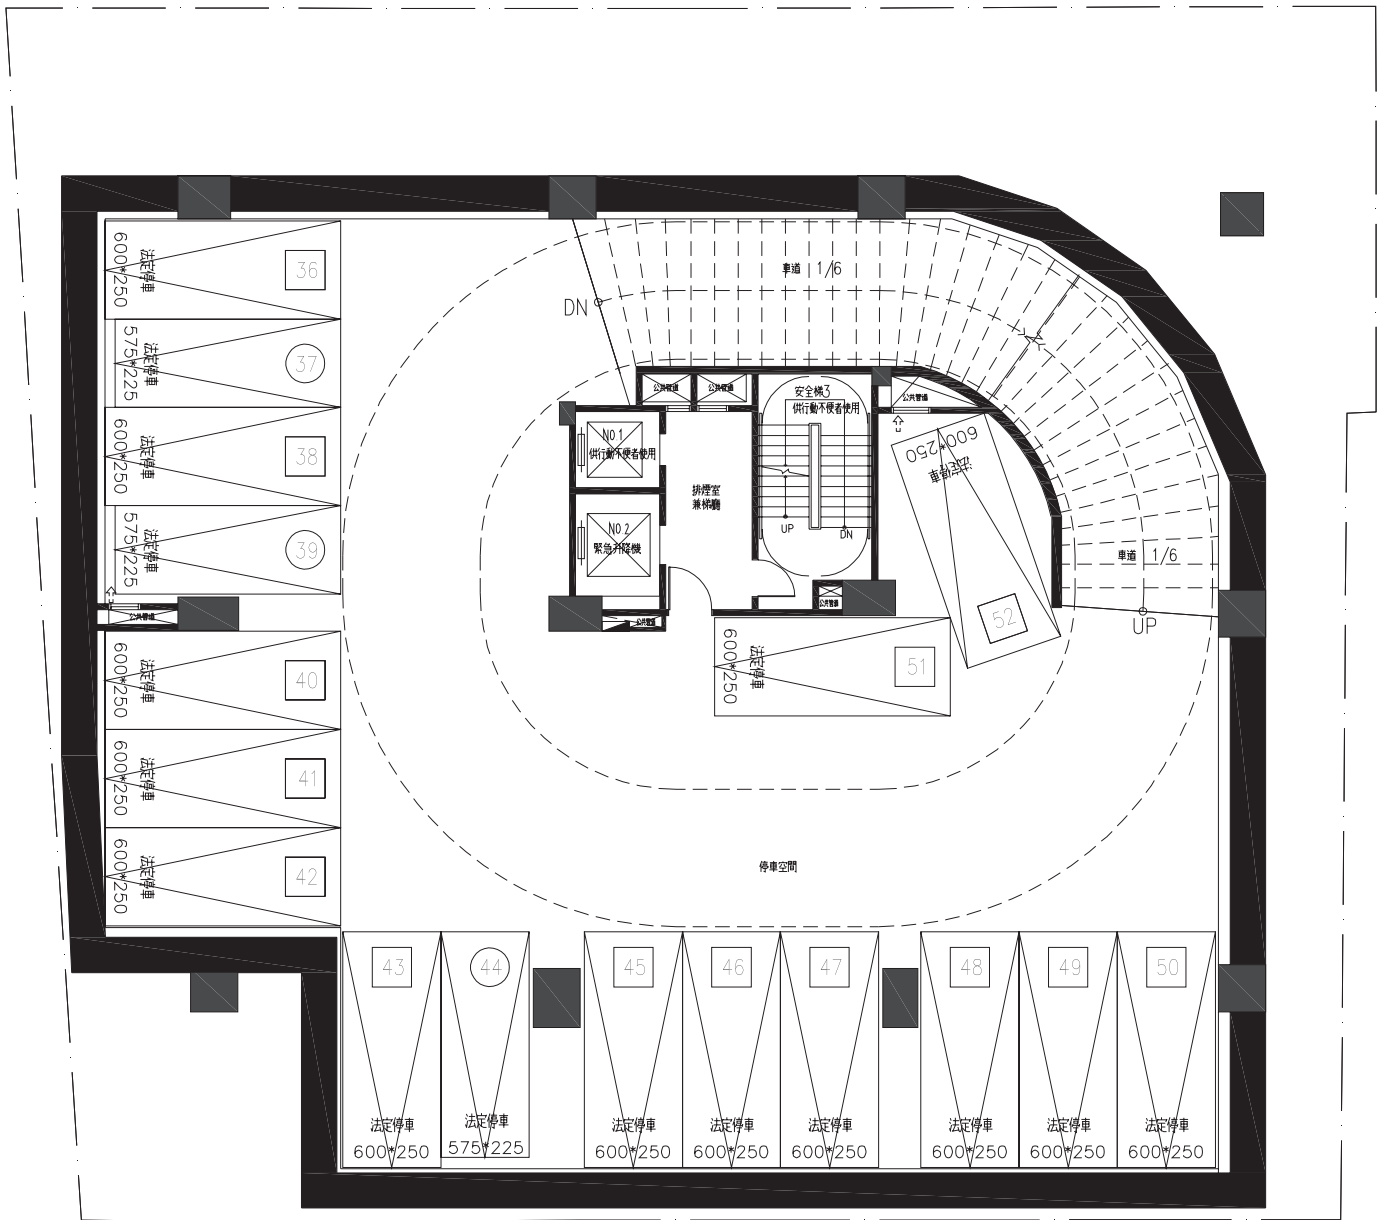 車道 1/6
DN
36
法定停車
600*250
37
法定停車
575*225
38
法定停車
600*250
39
法定停車
575*225
公共管道
公共管道
公共管道
安全梯3
供行動不便者使用
UP
DN
NO.1
供行動不便者使用
排煙室
兼梯廳
NO.2
緊急升降機
公共管道
公共管道
公共管道
600*250
法定停車
52
車道 1/6
UP
51
法定停車
600*250
40
法定停車
600*250
41
法定停車
600*250
42
法定停車
600*250
停車空間
43
法定停車
600*250
44
法定停車
575*225
45
法定停車
600*250
46
法定停車
600*250
47
法定停車
600*250
48
法定停車
600*250
49
法定停車
600*250
50
法定停車
600*250